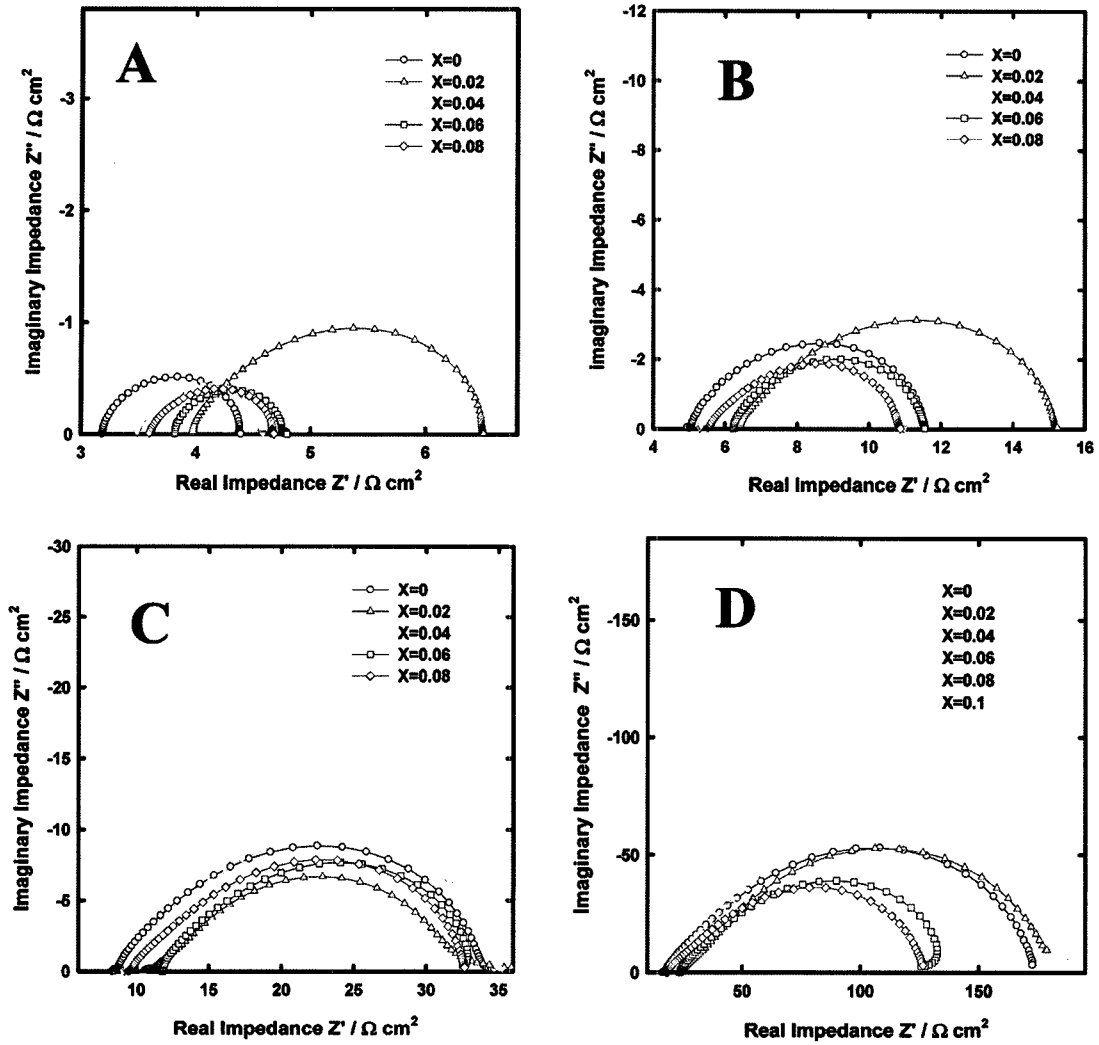 A
X=0
X=0.02
X=0.04
X=0.06
X=0.08
-3
-2
-1
0
3
4
5
6
Imaginary Impedance Z'' / Ω cm²
Real Impedance Z' / Ω cm²
B
X=0
X=0.02
X=0.04
X=0.06
X=0.08
-12
-10
-8
-6
-4
-2
0
4
6
8
10
12
14
16
Imaginary Impedance Z'' / Ω cm²
Real Impedance Z' / Ω cm²
C
X=0
X=0.02
X=0.04
X=0.06
X=0.08
-30
-25
-20
-15
-10
-5
0
10
15
20
25
30
35
Imaginary Impedance Z'' / Ω cm²
Real Impedance Z' / Ω cm²
D
X=0
X=0.02
X=0.04
X=0.06
X=0.08
X=0.1
-150
-100
-50
0
50
100
150
Imaginary Impedance Z'' / Ω cm²
Real Impedance Z' / Ω cm²